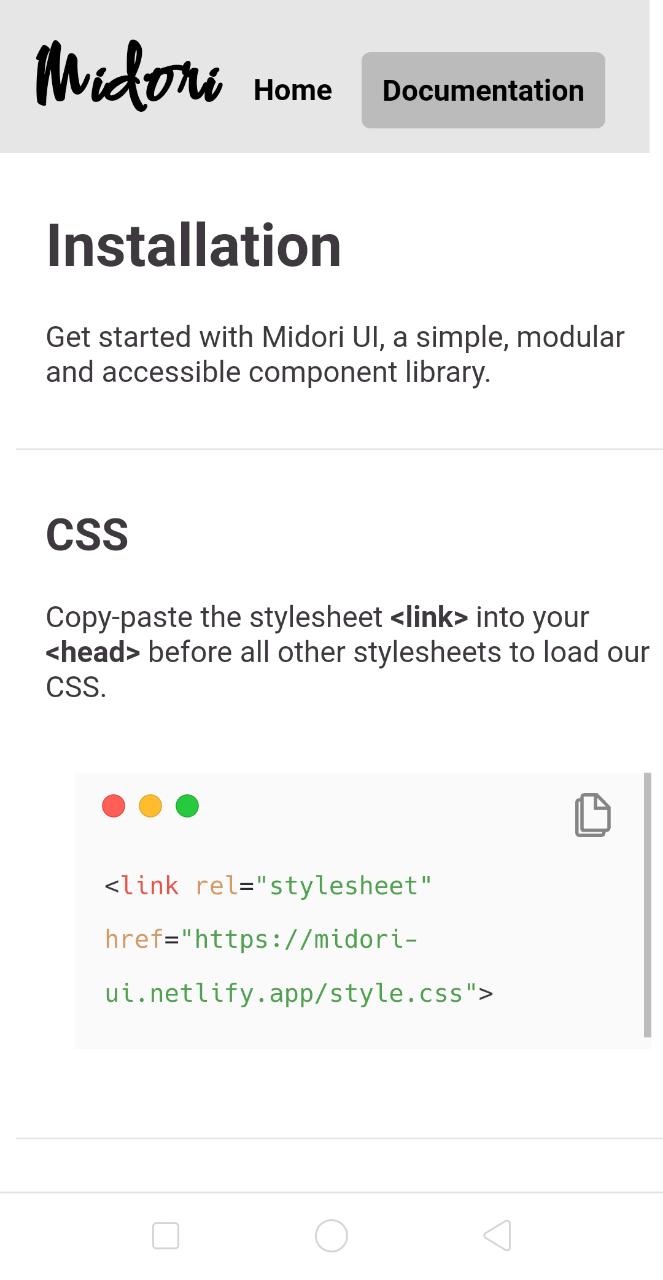 Midori Home Documentation
Installation
Get started with Midori UI, a simple, modular
and accessible component library.
CSS
Copy-paste the stylesheet <link> into your
<head> before all other stylesheets to load our
CSS.
<link rel="stylesheet"
href="https://midori-
ui.netlify.app/style.css">